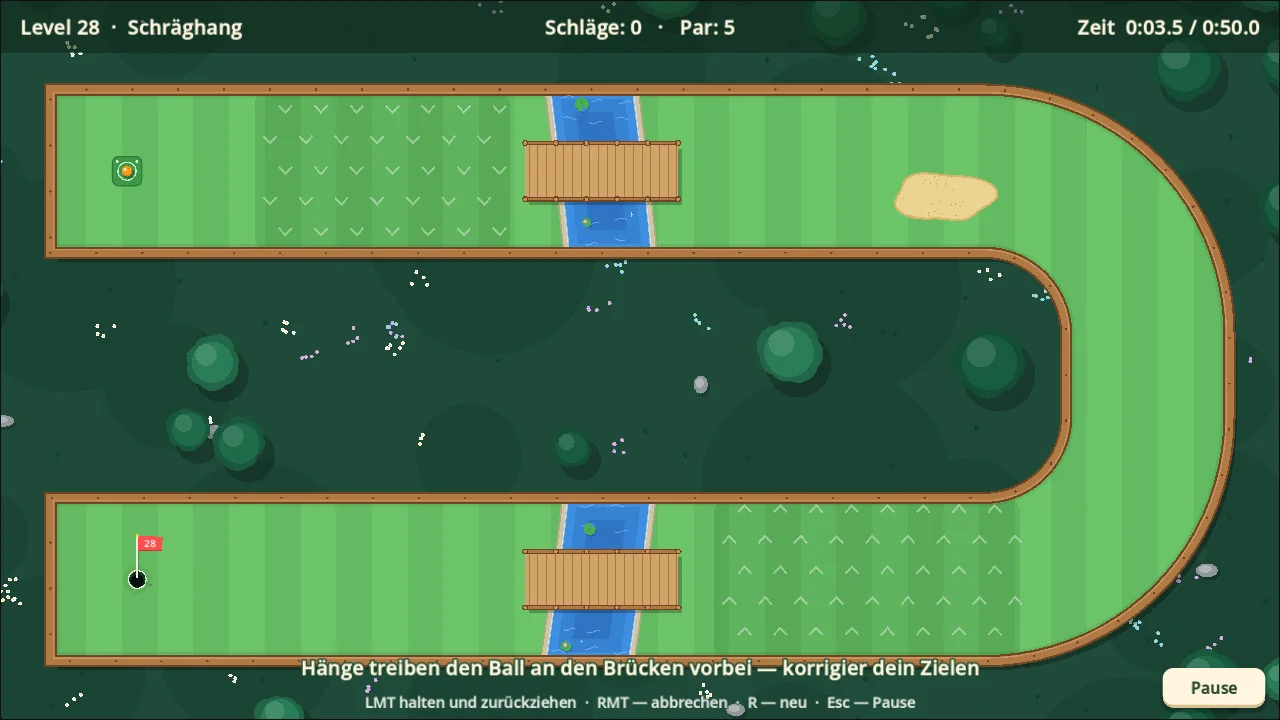 Level 28 · Schräghang
Schläge: 0 · Par: 5
Zeit 0:03.5 / 0:50.0
28
Hänge treiben den Ball an den Brücken vorbei — korrigier dein Zielen
LMT halten und zurückziehen · RMT — abbrechen · R — neu · Esc — Pause
Pause